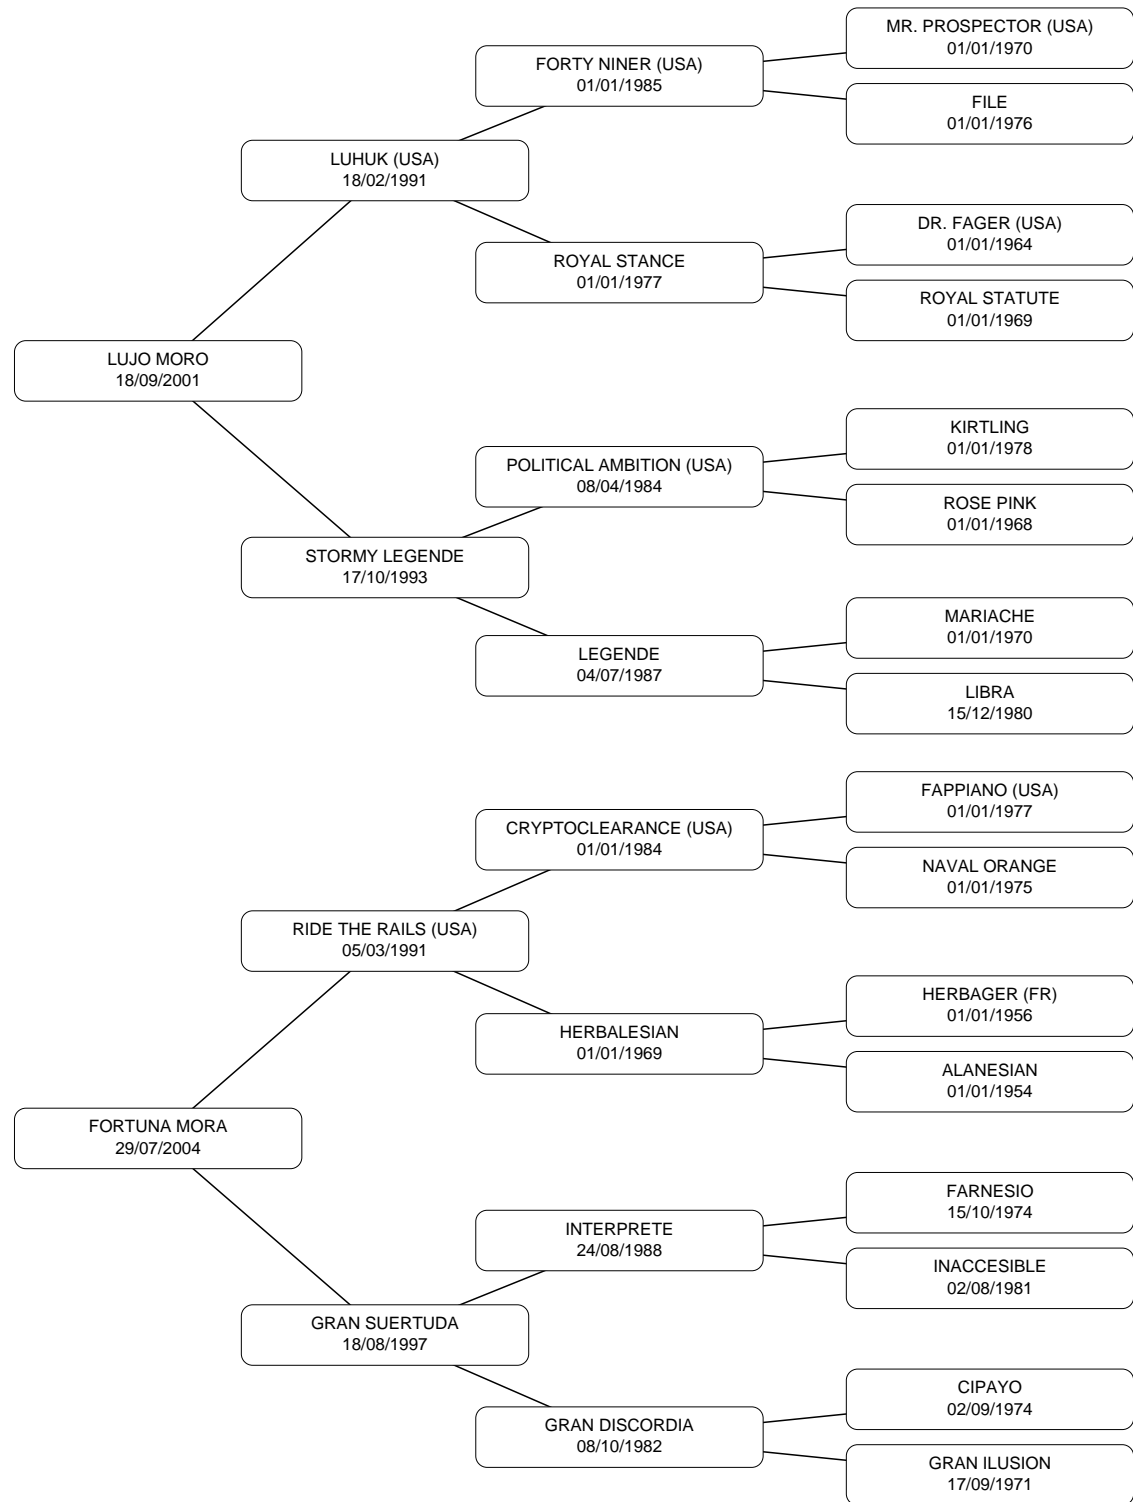 MR. PROSPECTOR (USA)
01/01/1970
FORTY NINER (USA)
01/01/1985
FILE
01/01/1976
LUHUK (USA)
18/02/1991
DR. FAGER (USA)
01/01/1964
ROYAL STANCE
01/01/1977
ROYAL STATUTE
01/01/1969
LUJO MORO
18/09/2001
KIRTLING
01/01/1978
POLITICAL AMBITION (USA)
08/04/1984
ROSE PINK
01/01/1968
STORMY LEGENDE
17/10/1993
MARIACHE
01/01/1970
LEGENDE
04/07/1987
LIBRA
15/12/1980
FAPPIANO (USA)
01/01/1977
CRYPTOCLEARANCE (USA)
01/01/1984
NAVAL ORANGE
01/01/1975
RIDE THE RAILS (USA)
05/03/1991
HERBAGER (FR)
01/01/1956
HERBALESIAN
01/01/1969
ALANESIAN
01/01/1954
FORTUNA MORA
29/07/2004
FARNESIO
15/10/1974
INTERPRETE
24/08/1988
INACCESIBLE
02/08/1981
GRAN SUERTUDA
18/08/1997
CIPAYO
02/09/1974
GRAN DISCORDIA
08/10/1982
GRAN ILUSION
17/09/1971